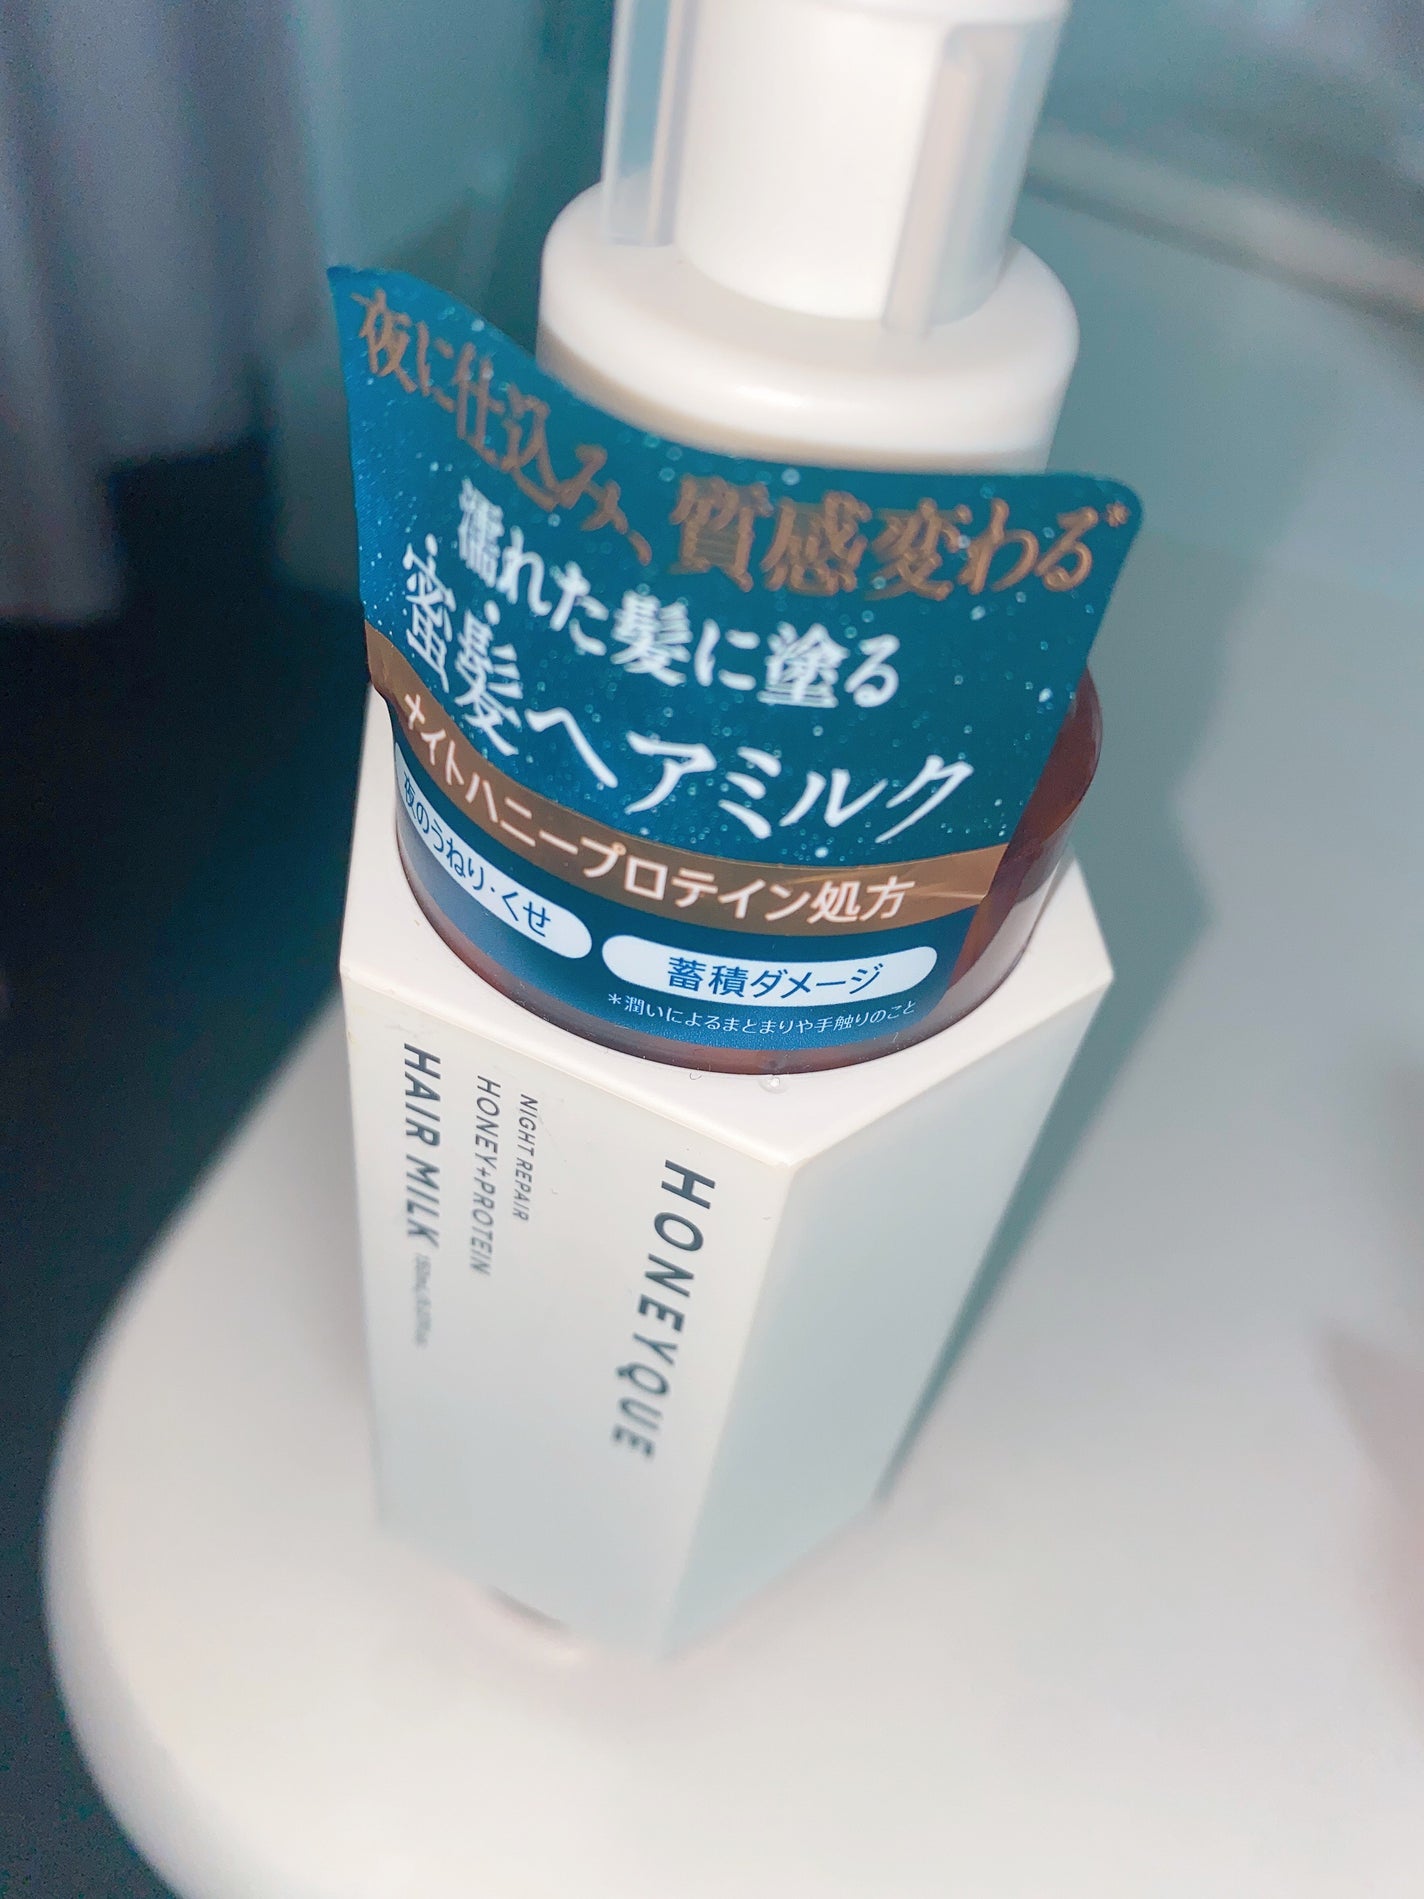 夜に仕込み、質感変わる*
濡れた髪に塗る
蜜髪ヘアミルク
ナイトハニープロテイン処方
夜のうねり・くせ
蓄積ダメージ
*潤いによるまとまりや手触りのこと
HONEYQUE
NIGHT REPAIR
HONEY+PROTEIN
HAIR MILK